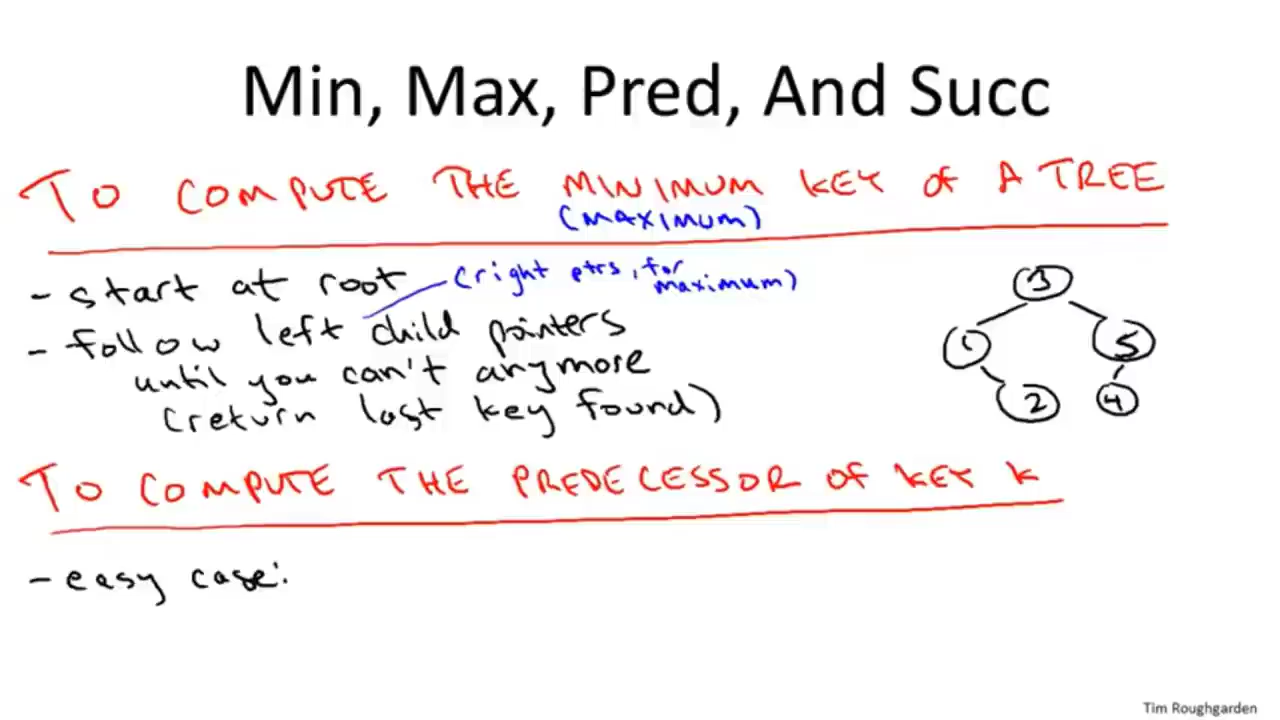 Min, Max, Pred, And Succ
TO COMPUTE THE MINIMUM KEY OF A TREE
(MAXIMUM)
- start at root
(right ptrs, for
maximum)
- follow left child pointers
until you can't anymore
(return last key found)
3
1
5
2
4
TO COMPUTE THE PREDECESSOR OF KEY K
- easy case:
Tim Roughgarden